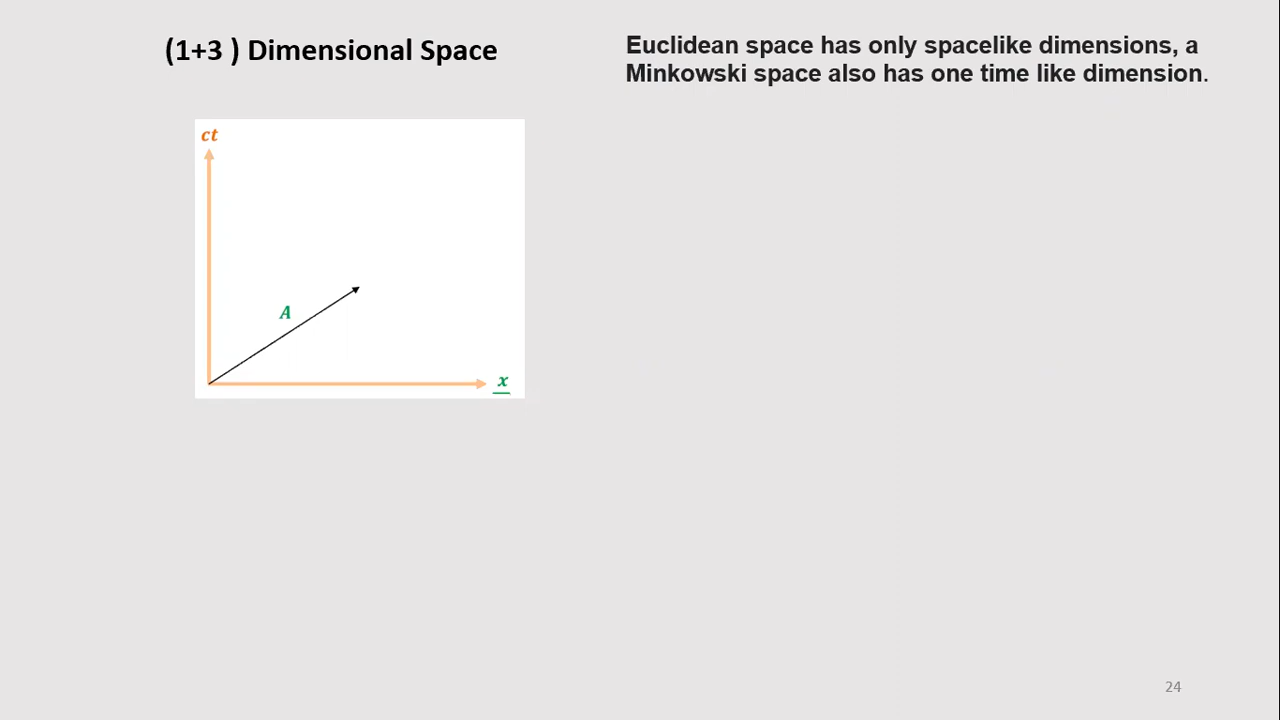 (1+3 ) Dimensional Space
Euclidean space has only spacelike dimensions, a
Minkowski space also has one time like dimension.
ct
A
x
24